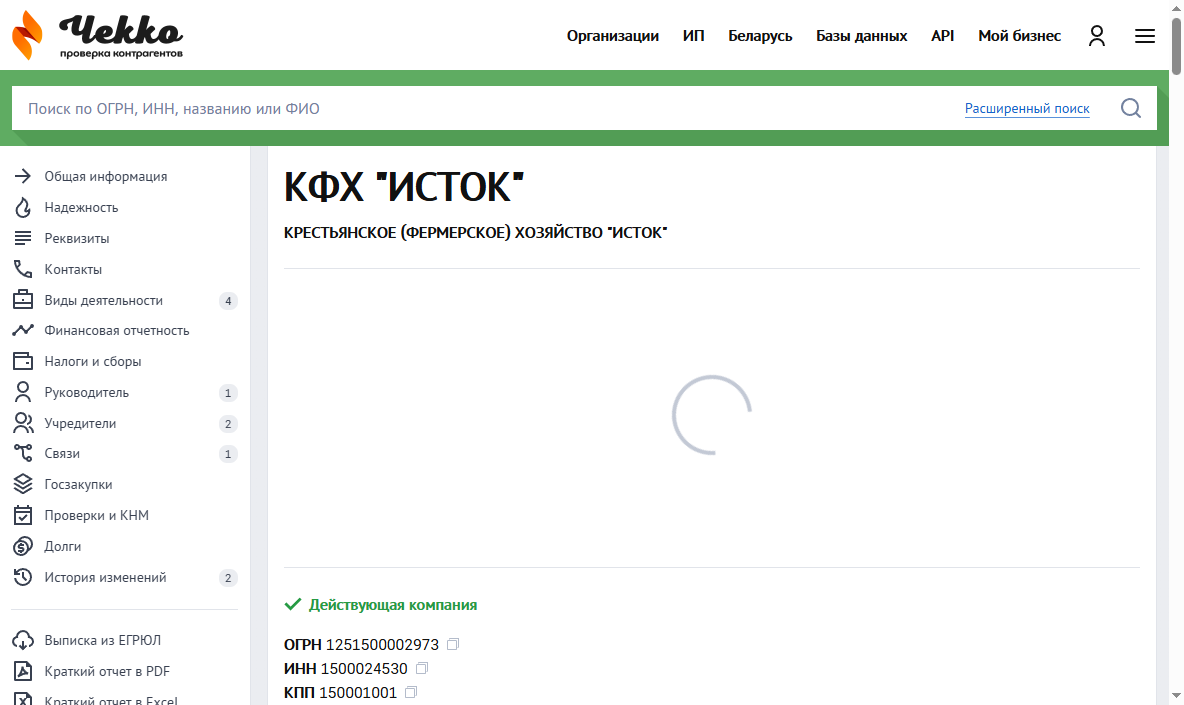 Чекко
проверка контрагентов
Организации ИП Беларусь Базы данных API Мой бизнес
Поиск по ОГРН, ИНН, названию или ФИО
Расширенный поиск
Общая информация
Надежность
Реквизиты
Контакты
Виды деятельности 4
Финансовая отчетность
Налоги и сборы
Руководитель 1
Учредители 2
Связи 1
Госзакупки
Проверки и КНМ
Долги
История изменений 2
Выписка из ЕГРЮЛ
Краткий отчет в PDF
Краткий отчет в Excel
КФХ "ИСТОК"
КРЕСТЬЯНСКОЕ (ФЕРМЕРСКОЕ) ХОЗЯЙСТВО "ИСТОК"
Действующая компания
ОГРН 1251500002973
ИНН 1500024530
КПП 150001001